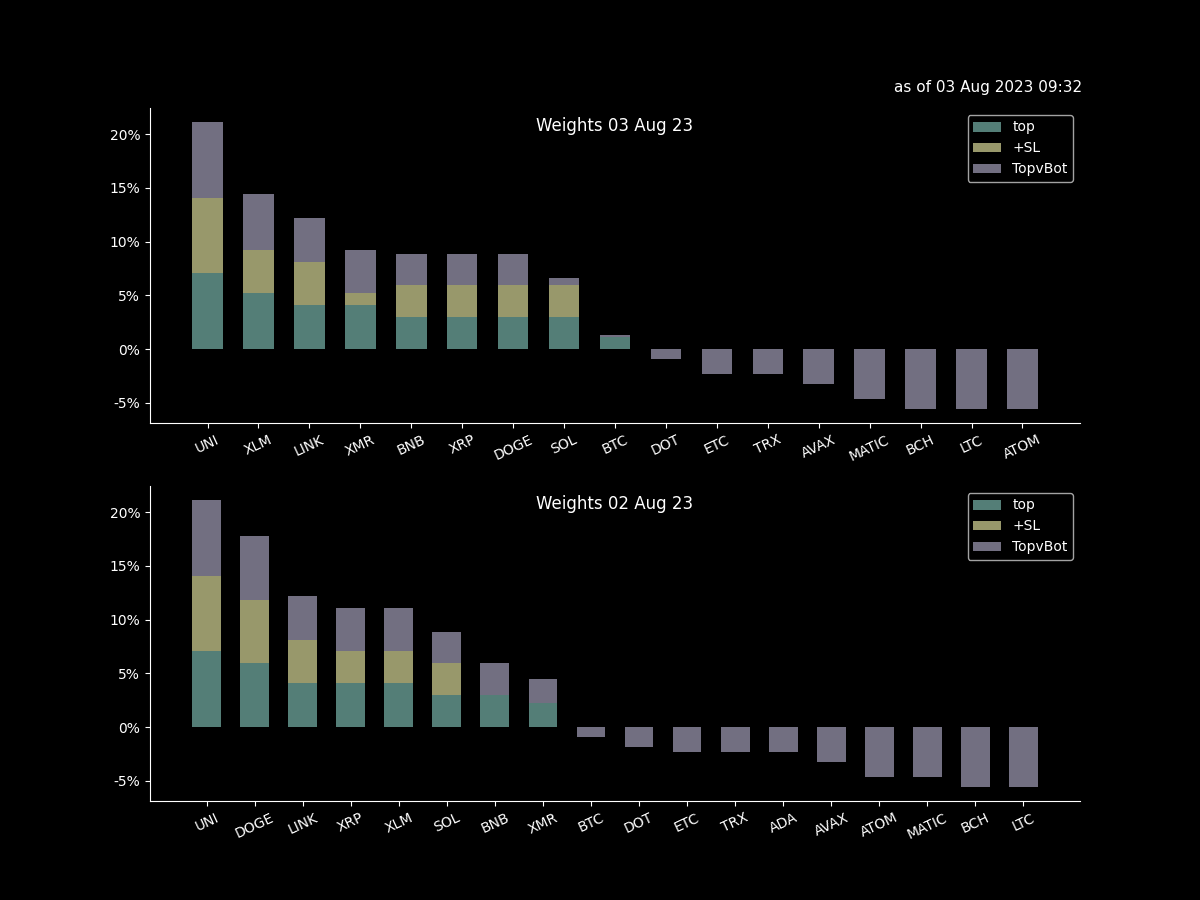 as of 03 Aug 2023 09:32
Weights 03 Aug 23
top
+SL
TopvBot
20%
15%
10%
5%
0%
-5%
UNI XLM LINK XMR BNB XRP DOGE SOL BTC DOT ETC TRX AVAX MATIC BCH LTC ATOM
Weights 02 Aug 23
top
+SL
TopvBot
20%
15%
10%
5%
0%
-5%
UNI DOGE LINK XRP XLM SOL BNB XMR BTC DOT ETC TRX ADA AVAX ATOM MATIC BCH LTC